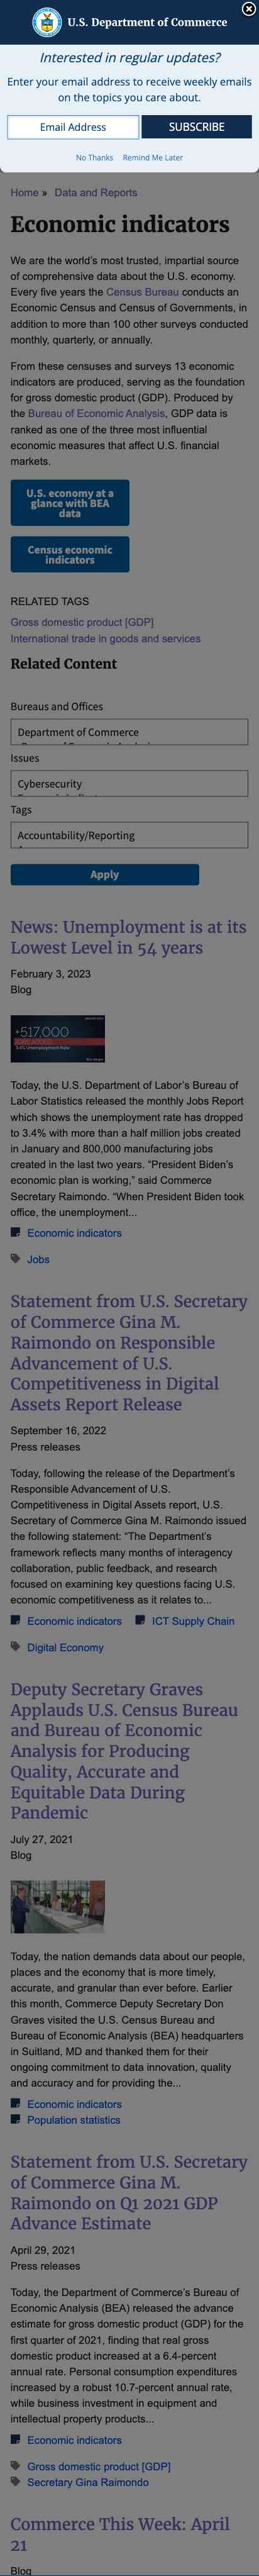 U.S. Department of Commerce
Interested in regular updates?
Enter your email address to receive weekly emails
on the topics you care about.
Email Address
SUBSCRIBE
No Thanks Remind Me Later
Home » Data and Reports
Economic indicators
We are the world's most trusted, impartial source
of comprehensive data about the U.S. economy.
Every five years the Census Bureau conducts an
Economic Census and Census of Governments, in
addition to more than 100 other surveys conducted
monthly, quarterly, or annually.
From these censuses and surveys 13 economic
indicators are produced, serving as the foundation
for gross domestic product (GDP). Produced by
the Bureau of Economic Analysis, GDP data is
ranked as one of the three most influential
economic measures that affect U.S. financial
markets.
U.S. economy at a
glance with BEA
data
Census economic
indicators
RELATED TAGS
Gross domestic product [GDP]
International trade in goods and services
Related Content
Bureaus and Offices
Department of Commerce
Issues
Cybersecurity
Tags
Accountability/Reporting
Apply
News: Unemployment is at its
Lowest Level in 54 years
February 3, 2023
Blog
+517,000
JOBS ADDED
3.4% Unemployment Rate
Today, the U.S. Department of Labor's Bureau of
Labor Statistics released the monthly Jobs Report
which shows the unemployment rate has dropped
to 3.4% with more than a half million jobs created
in January and 800,000 manufacturing jobs
created in the last two years. “President Biden’s
economic plan is working,” said Commerce
Secretary Raimondo. “When President Biden took
office, the unemployment...
Economic indicators
Jobs
Statement from U.S. Secretary
of Commerce Gina M.
Raimondo on Responsible
Advancement of U.S.
Competitiveness in Digital
Assets Report Release
September 16, 2022
Press releases
Today, following the release of the Department’s
Responsible Advancement of U.S.
Competitiveness in Digital Assets report, U.S.
Secretary of Commerce Gina M. Raimondo issued
the following statement: “The Department’s
framework reflects many months of interagency
collaboration, public feedback, and research
focused on examining key questions facing U.S.
economic competitiveness as it relates to...
Economic indicators ICT Supply Chain
Digital Economy
Deputy Secretary Graves
Applauds U.S. Census Bureau
and Bureau of Economic
Analysis for Producing
Quality, Accurate and
Equitable Data During
Pandemic
July 27, 2021
Blog
Today, the nation demands data about our people,
places and the economy that is more timely,
accurate, and granular than ever before. Earlier
this month, Commerce Deputy Secretary Don
Graves visited the U.S. Census Bureau and
Bureau of Economic Analysis (BEA) headquarters
in Suitland, MD and thanked them for their
ongoing commitment to data innovation, quality
and accuracy and for providing the...
Economic indicators
Population statistics
Statement from U.S. Secretary
of Commerce Gina M.
Raimondo on Q1 2021 GDP
Advance Estimate
April 29, 2021
Press releases
Today, the Department of Commerce’s Bureau of
Economic Analysis (BEA) released the advance
estimate for gross domestic product (GDP) for the
first quarter of 2021, finding that real gross
domestic product increased at a 6.4-percent
annual rate. Personal consumption expenditures
increased by a robust 10.7-percent annual rate,
while business investment in equipment and
intellectual property products...
Economic indicators
Gross domestic product [GDP]
Secretary Gina Raimondo
Commerce This Week: April
21
Blog